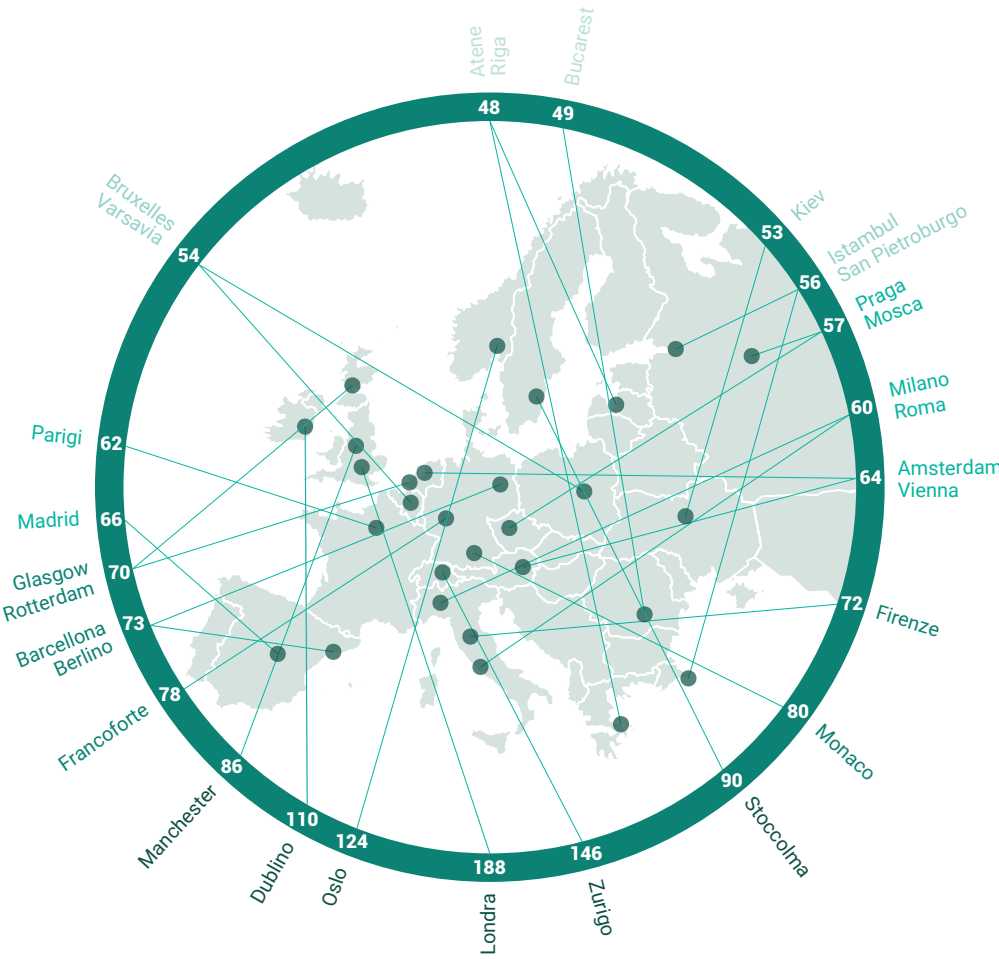 Atene
Riga
48
Bucarest
49
Kiev
53
Istambul
San Pietroburgo
56
Praga
Mosca
57
Milano
Roma
60
Amsterdam
Vienna
64
Firenze
72
Monaco
80
Stoccolma
90
Zurigo
146
Londra
188
Oslo
124
Dublino
110
Manchester
86
Francoforte
78
Barcellona
Berlino
73
Glasgow
Rotterdam
70
Madrid
66
Parigi
62
Bruxelles
Varsavia
54